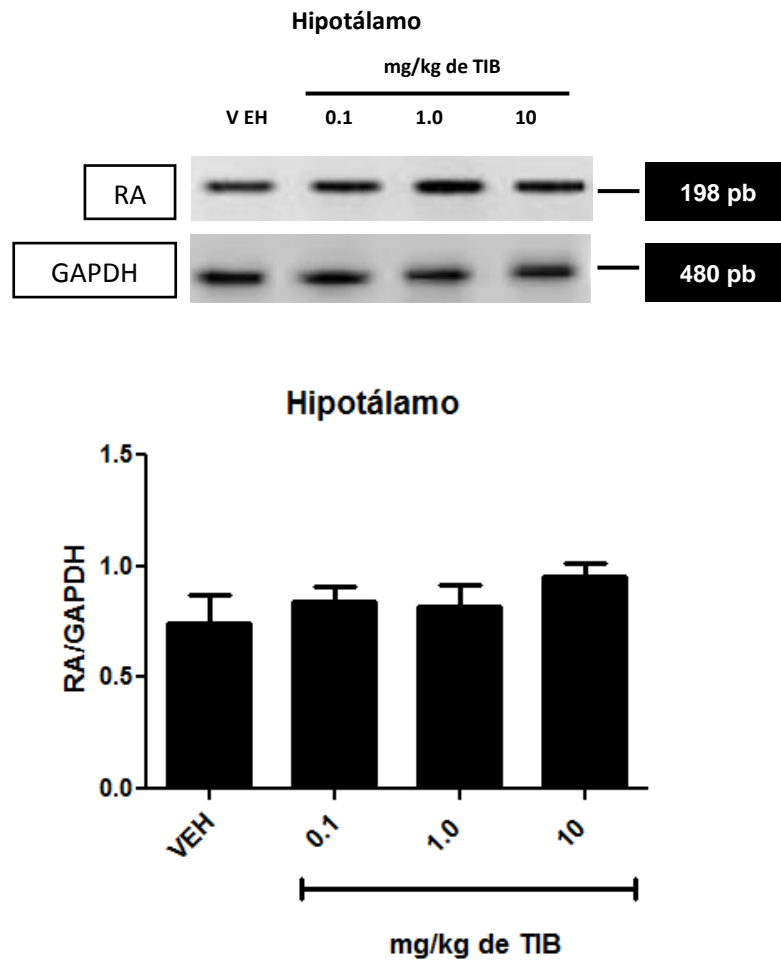 Hipotálamo
mg/kg de TIB
V EH 0.1 1.0 10
RA 198 pb
GAPDH 480 pb
Hipotálamo
1.5
1.0
0.5
0.0
RA/GAPDH
VEH 0.1 1.0 10
mg/kg de TIB